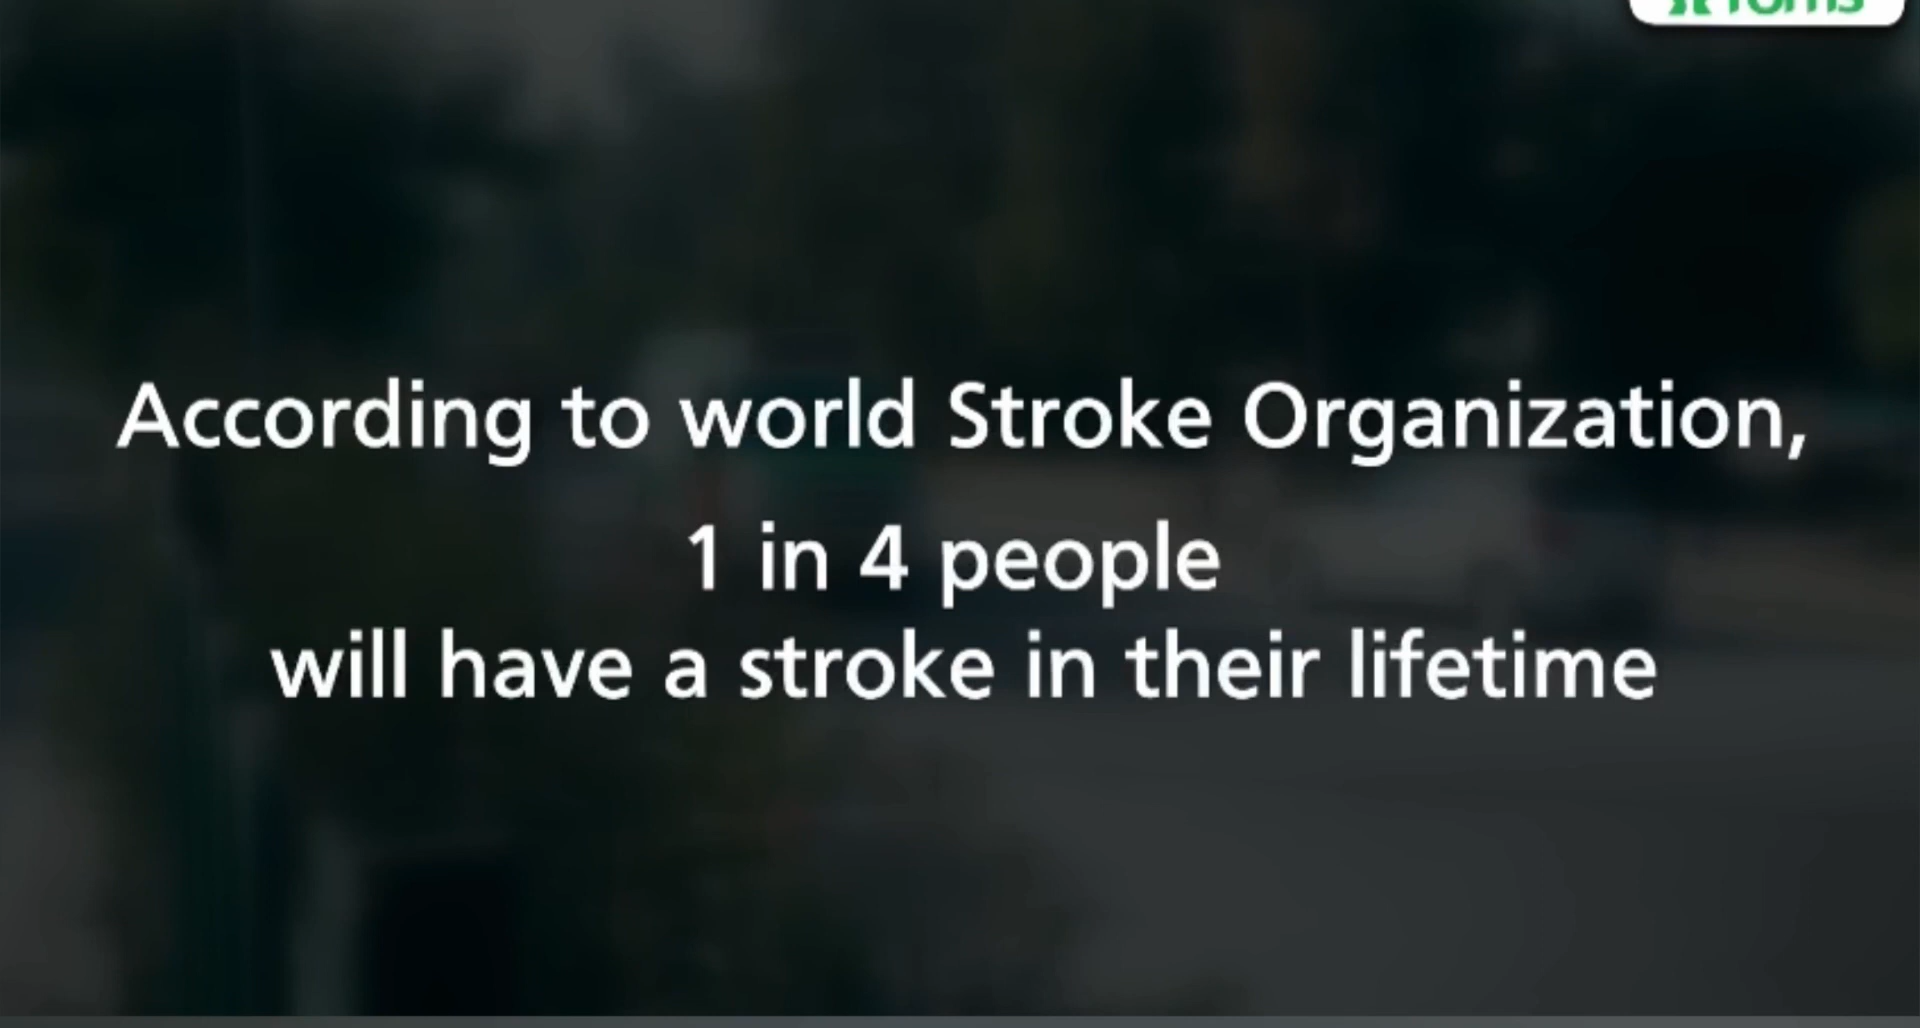 According to world Stroke Organization,
1 in 4 people
will have a stroke in their lifetime